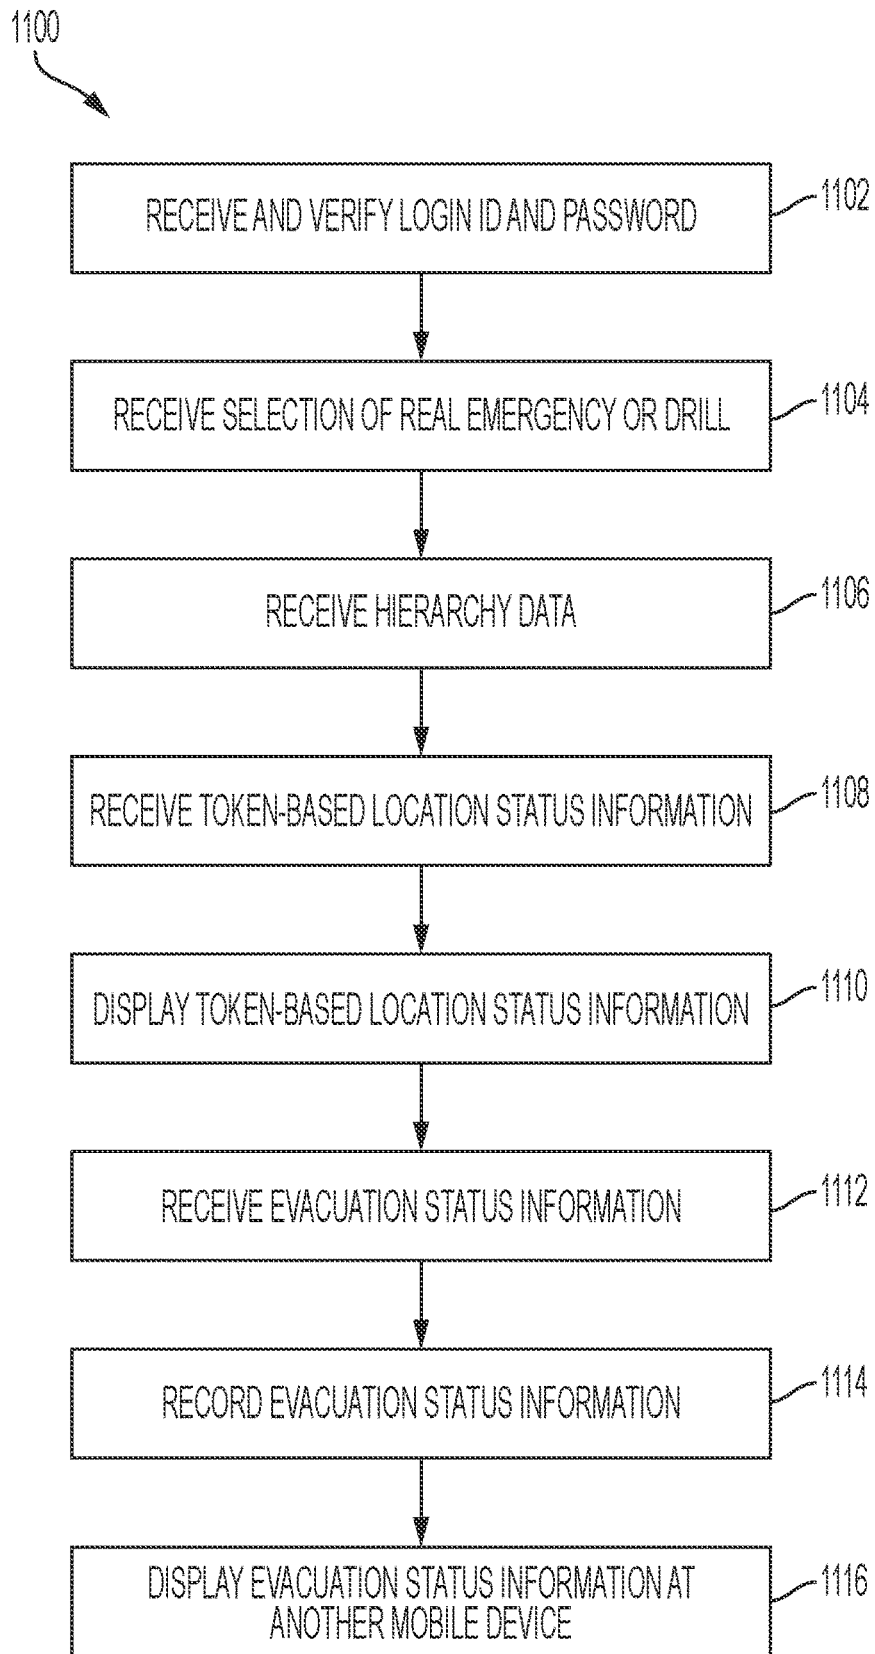 1100
RECEIVE AND VERIFY LOGIN ID AND PASSWORD
1102
RECEIVE SELECTION OF REAL EMERGENCY OR DRILL
1104
RECEIVE HIERARCHY DATA
1106
RECEIVE TOKEN-BASED LOCATION STATUS INFORMATION
1108
DISPLAY TOKEN-BASED LOCATION STATUS INFORMATION
1110
RECEIVE EVACUATION STATUS INFORMATION
1112
RECORD EVACUATION STATUS INFORMATION
1114
DISPLAY EVACUATION STATUS INFORMATION AT
ANOTHER MOBILE DEVICE
1116